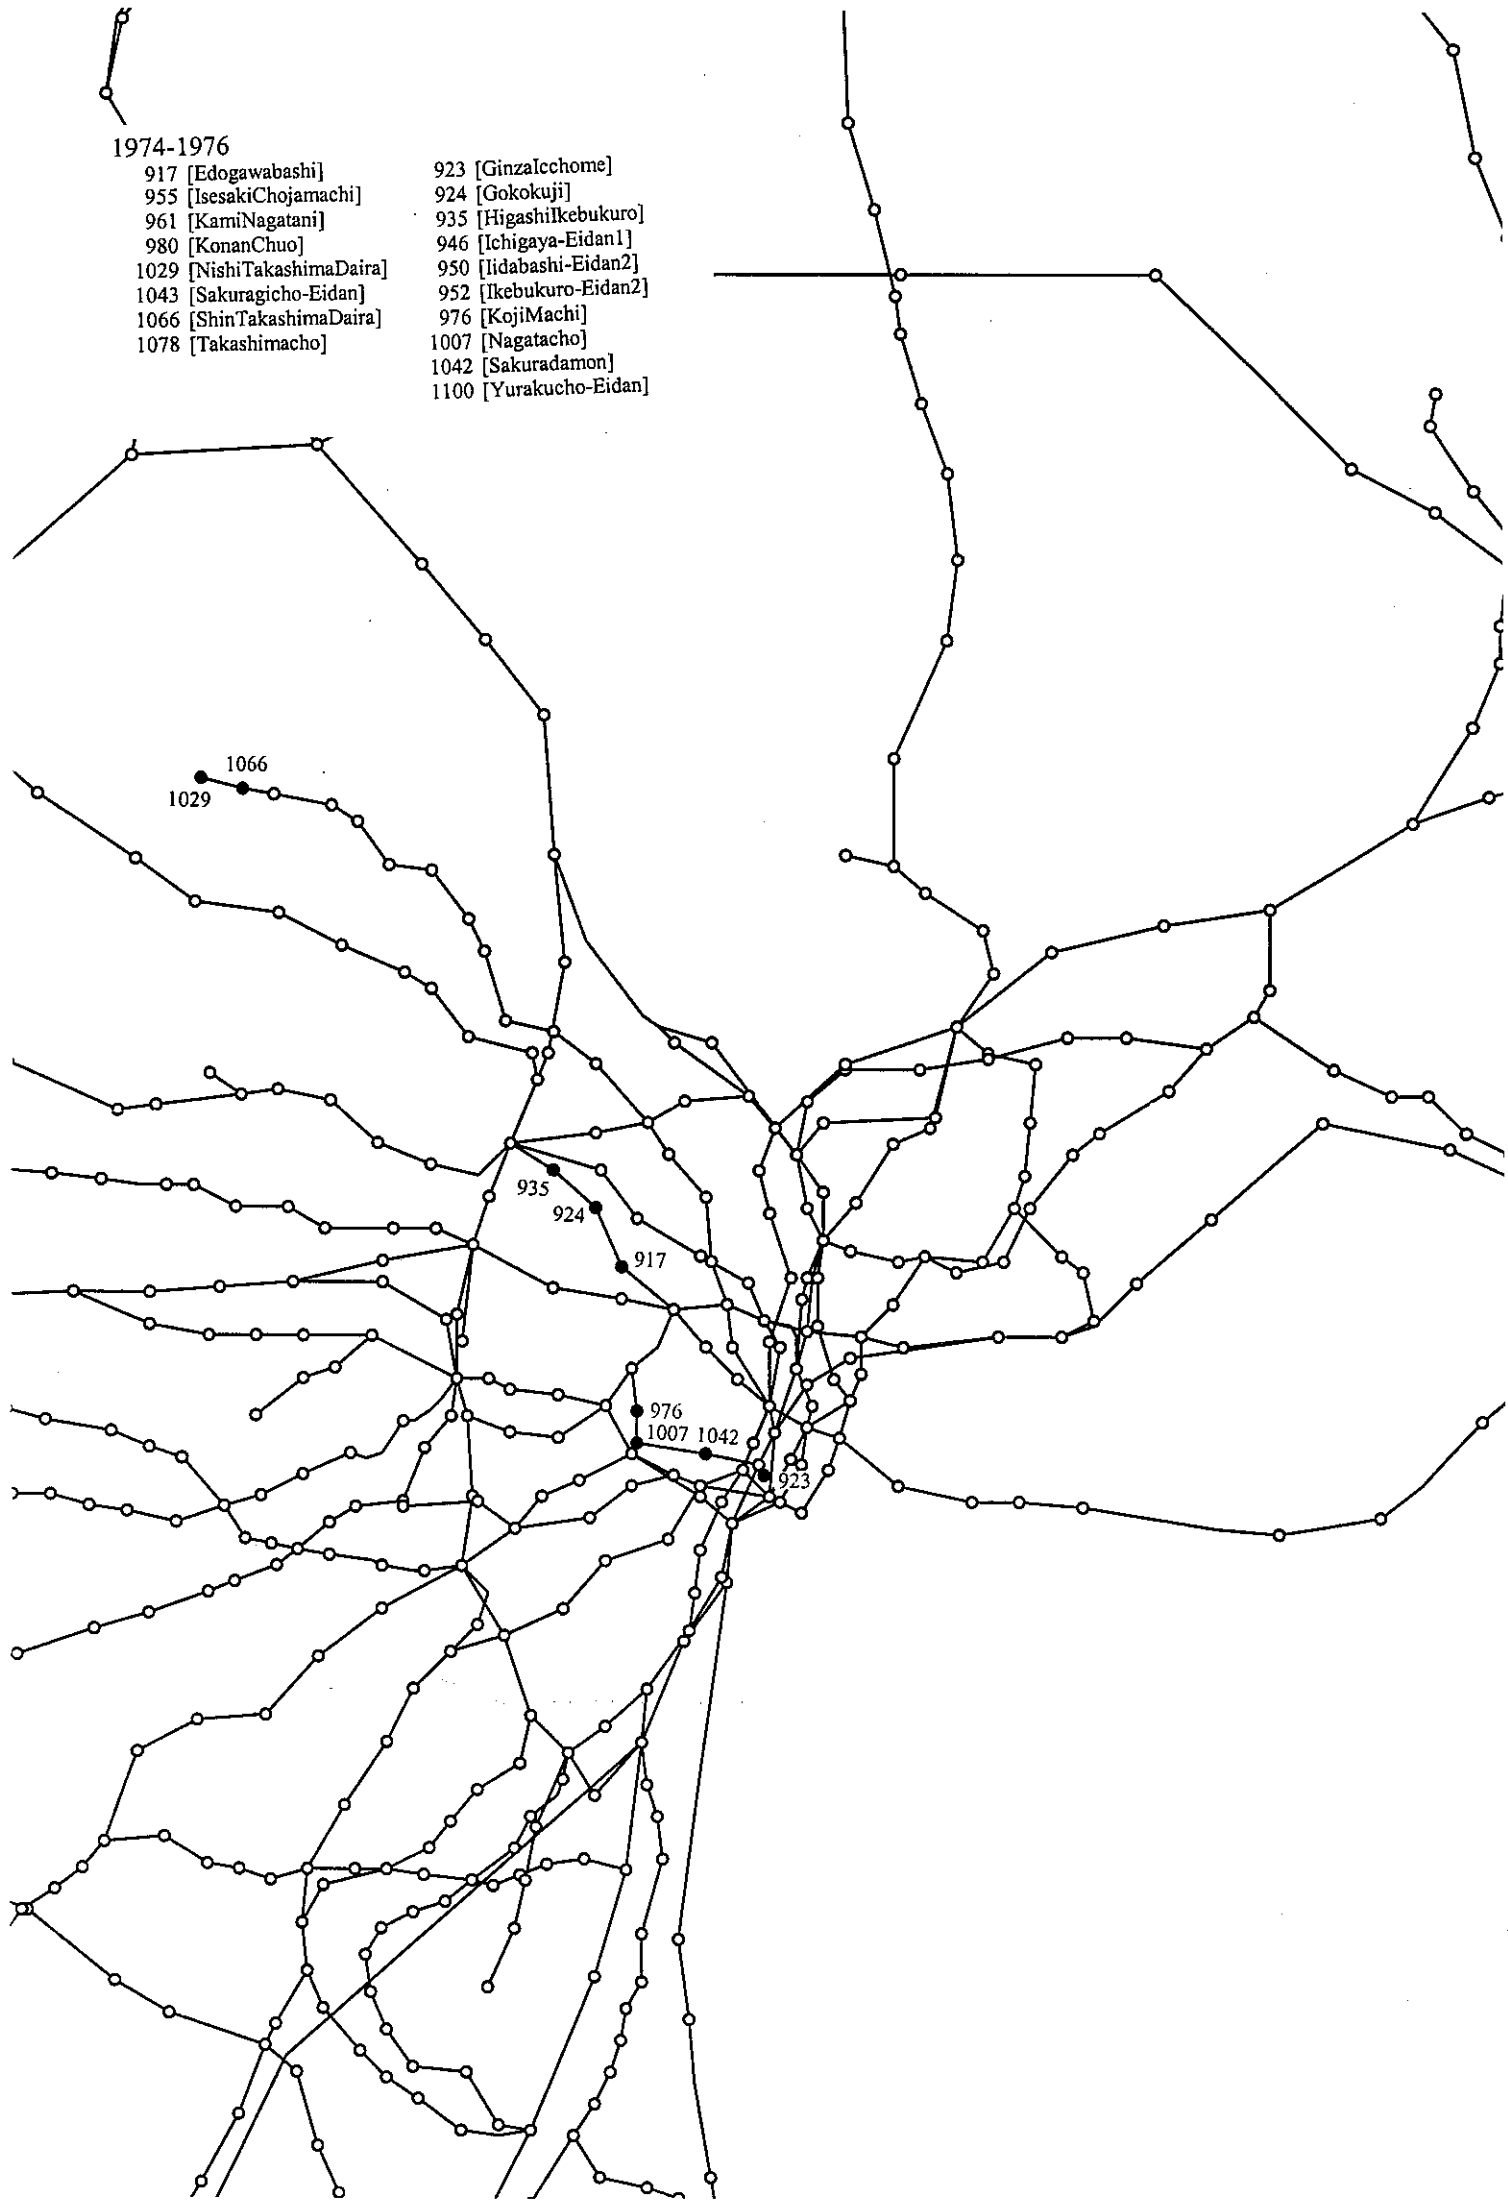 1974-1976
917 [Edogawabashi]
955 [IsesakiChojamachi]
961 [KamiNagatani]
980 [KonanChuo]
1029 [NishiTakashimaDaira]
1043 [Sakuragicho-Eidan]
1066 [ShinTakashimaDaira]
1078 [Takashimacho]
923 [GinzaIcchome]
924 [Gokokuji]
935 [HigashiIkebukuro]
946 [Ichigaya-Eidan1]
950 [Iidabashi-Eidan2]
952 [Ikebukuro-Eidan2]
976 [KojiMachi]
1007 [Nagatacho]
1042 [Sakuradamon]
1100 [Yurakucho-Eidan]
1066
1029
935
924
917
976
1007 1042
923